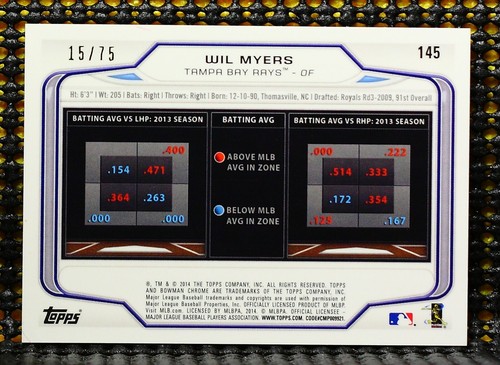 15/75
WIL MYERS
145
TAMPA BAY RAYS™ - OF
Ht: 6'3" | Wt: 205 | Bats: Right | Throws: Right | Born: 12-10-90, Thomasville, NC | Drafted: Royals Rd3-2009, 91st Overall
BATTING AVG VS LHP: 2013 SEASON
BATTING AVG
BATTING AVG VS RHP: 2013 SEASON
.400
.154 .471
.364 .263
.000 .000
ABOVE MLB
AVG IN ZONE
BELOW MLB
AVG IN ZONE
.000 .222
.514 .333
.172 .354
.125 .167
®, TM & © 2014 THE TOPPS COMPANY, INC. ALL RIGHTS RESERVED. TOPPS
AND BOWMAN CHROME ARE TRADEMARKS OF THE TOPPS COMPANY, INC.
Major League Baseball trademarks and copyrights are used with permission of
Major League Baseball Properties, Inc. OFFICIALLY LICENSED PRODUCT OF MLB.
Visit MLB.com. LICENSED BY MLBPA, 2014. © MLBPA. OFFICIAL LICENSEE -
MAJOR LEAGUE BASEBALL PLAYERS ASSOCIATION. WWW.TOPPS.COM. CODE#CMP009921.
TOPPS